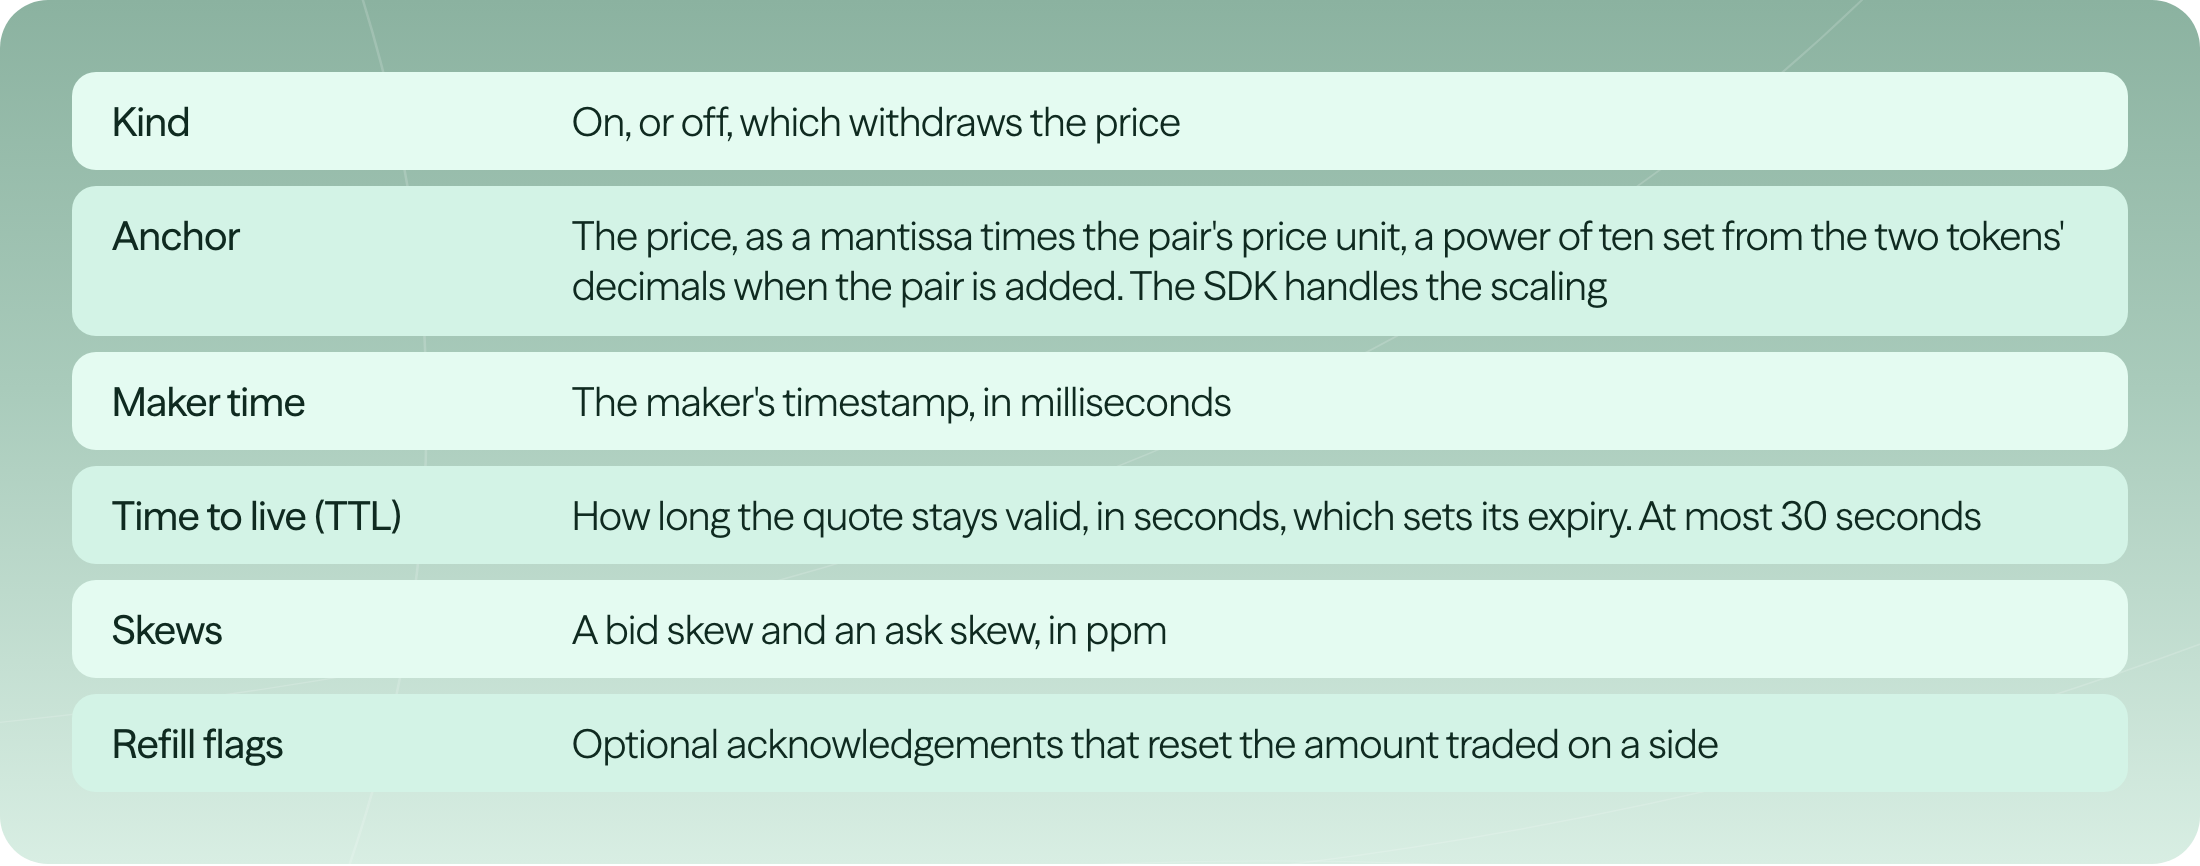 Kind
On, or off, which withdraws the price
Anchor
The price, as a mantissa times the pair's price unit, a power of ten set from the two tokens'
decimals when the pair is added. The SDK handles the scaling
Maker time
The maker's timestamp, in milliseconds
Time to live (TTL)
How long the quote stays valid, in seconds, which sets its expiry. At most 30 seconds
Skews
A bid skew and an ask skew, in ppm
Refill flags
Optional acknowledgements that reset the amount traded on a side